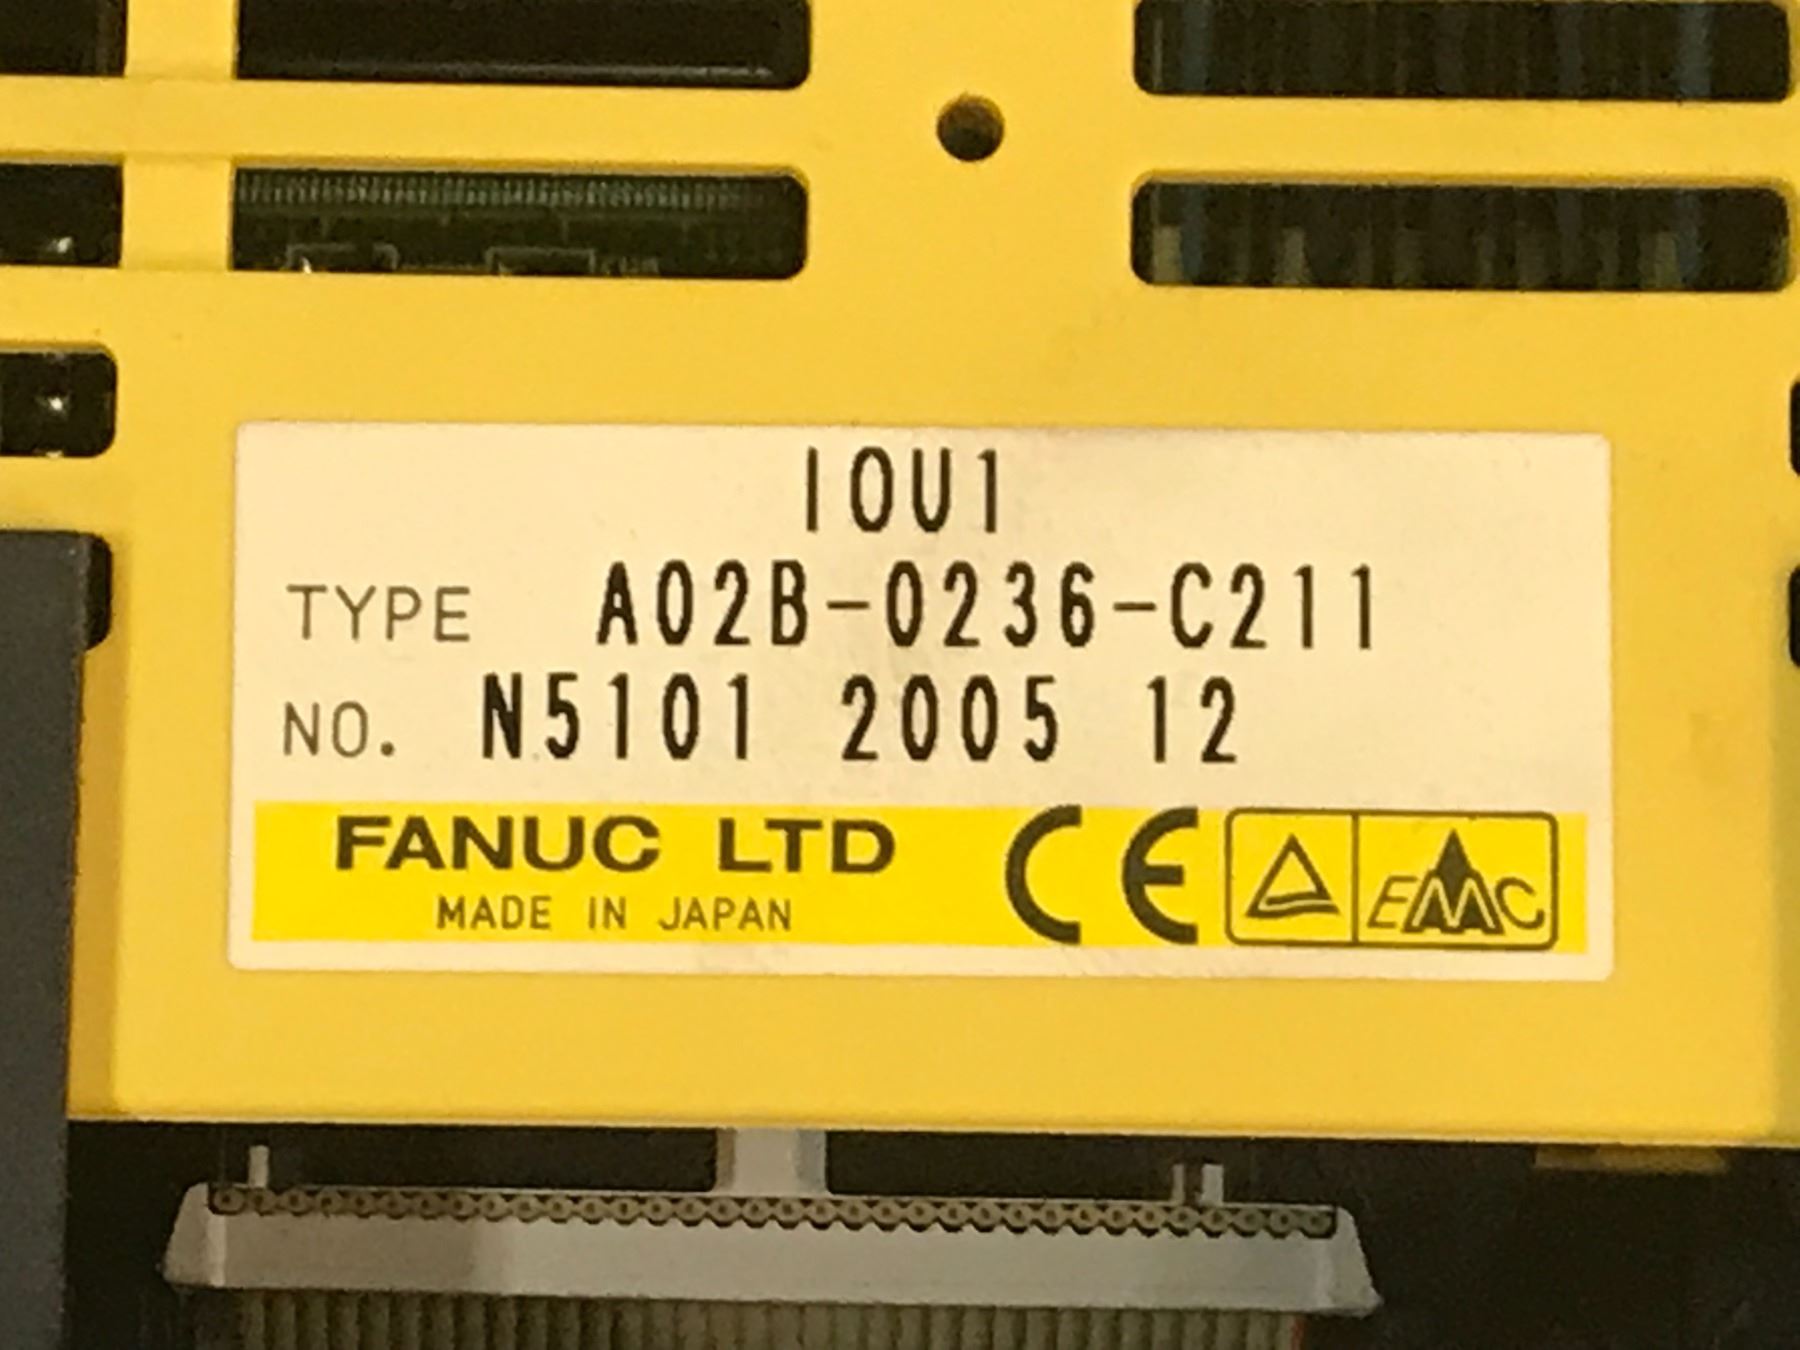 IOU1
TYPE A02B-0236-C211
NO. N5101 2005 12
FANUC LTD
MADE IN JAPAN
CE
EMC